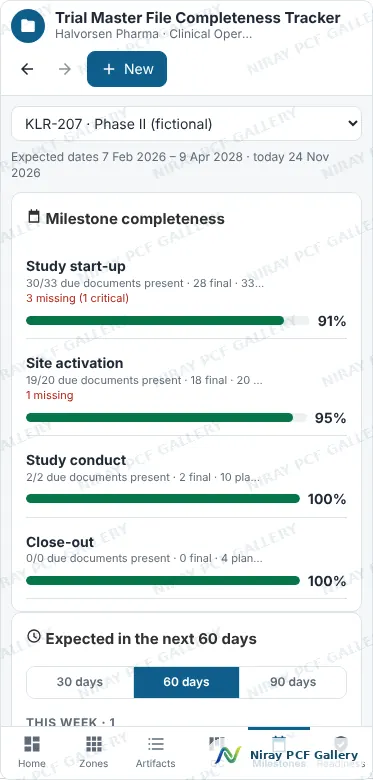 Trial Master File Completeness Tracker
Halvorsen Pharma · Clinical Oper...
New
KLR-207 · Phase II (fictional)
Expected dates 7 Feb 2026 – 9 Apr 2028 · today 24 Nov
2026
Milestone completeness
Study start-up
30/33 due documents present · 28 final · 33...
3 missing (1 critical)
91%
Site activation
19/20 due documents present · 18 final · 20 ...
1 missing
95%
Study conduct
2/2 due documents present · 2 final · 10 pla...
100%
Close-out
0/0 due documents present · 0 final · 4 plan...
100%
Expected in the next 60 days
30 days 60 days 90 days
THIS WEEK · 1
Home Zones Artifacts Milestones Readiness
Niray PCF Gallery
NIRAY PCF GALLERY